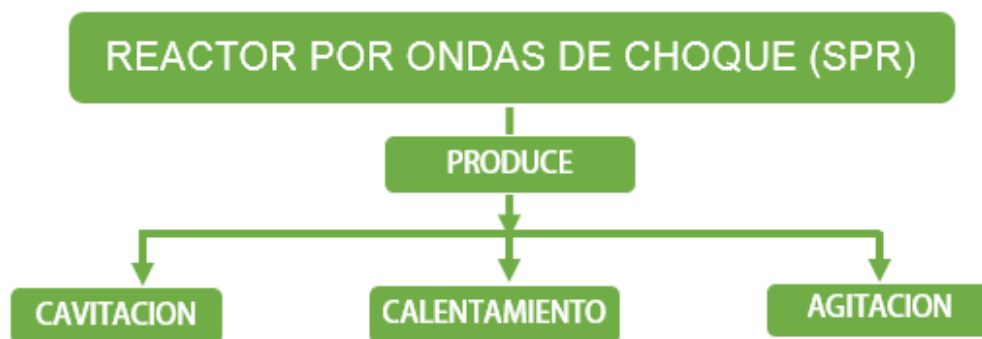 REACTOR POR ONDAS DE CHOQUE (SPR)
PRODUCE
CAVITACION
CALENTAMIENTO
AGITACION